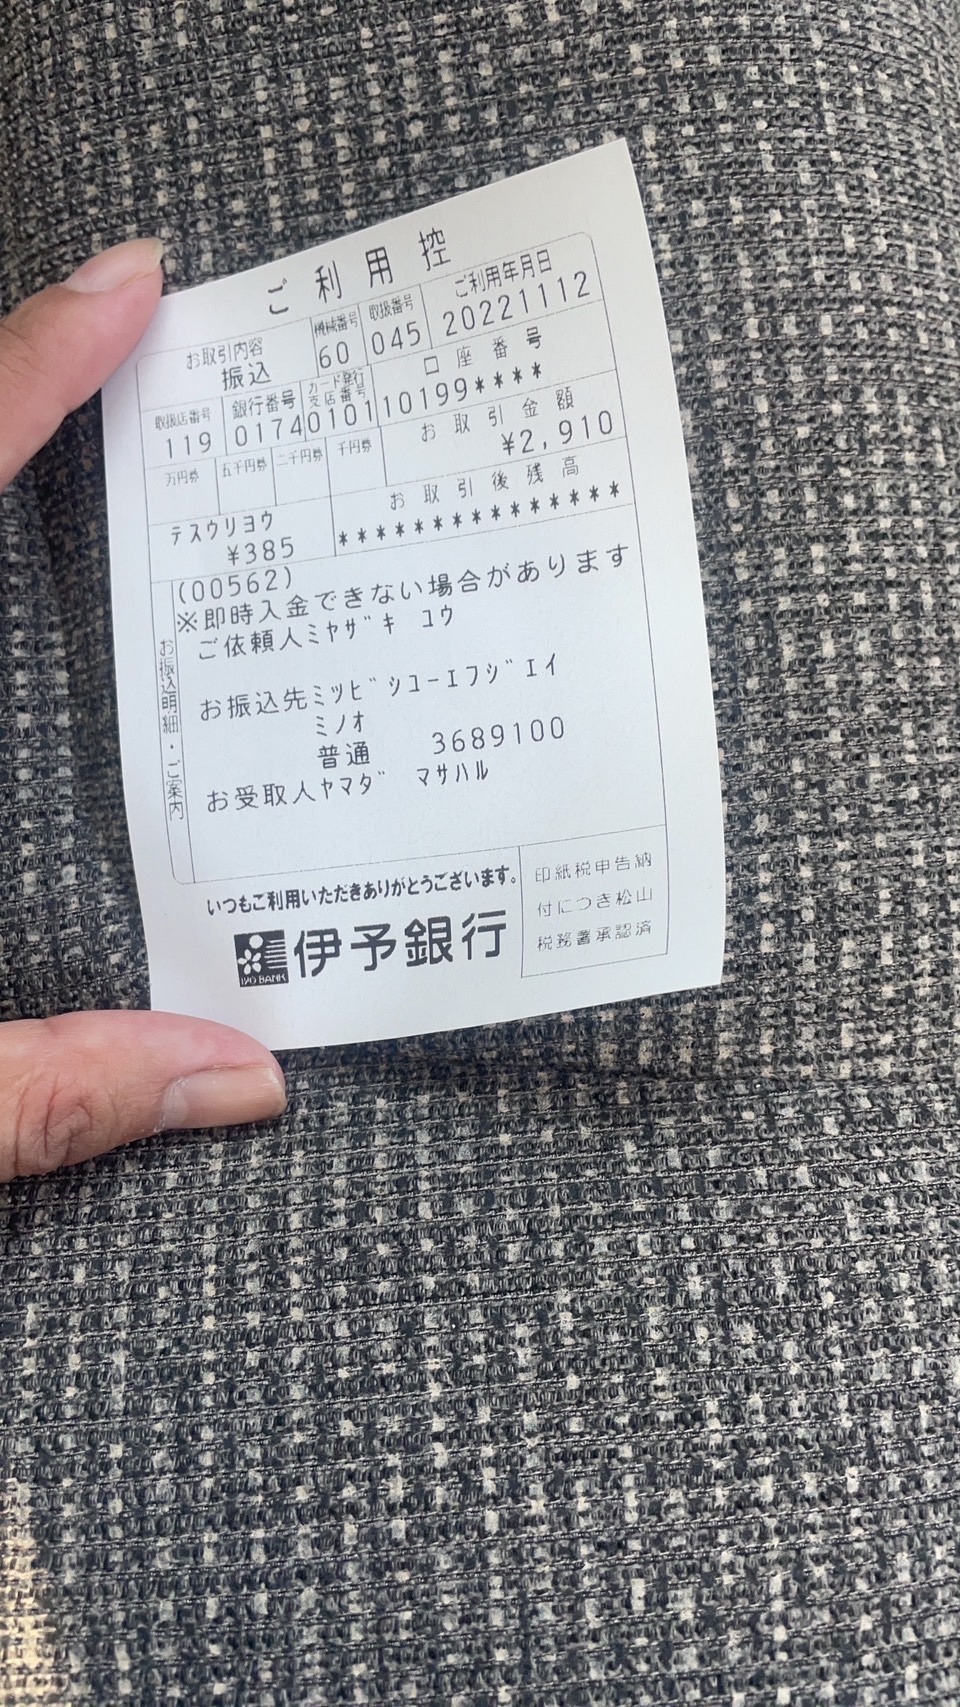 ご利用控
お取引内容 機械番号 取扱番号 ご利用年月日
振込 60 045 20221112
取扱店番号 銀行番号 カード発行支店番号 口座番号
119 0174 0101 10199****
万円券 五千円券 二千円券 千円券 お取引金額
¥2,910
テスウリヨウ お取引後残高
¥385 **************
お振込明細・ご案内
(00562)
※即時入金できない場合があります
ご依頼人ﾐﾔｻﾞｷ ﾕｳ
お振込先ﾐﾂﾋﾞｼﾕｰｴﾌｼﾞｴｲ
ﾐﾉｵ
普通 3689100
お受取人ﾔﾏﾀﾞ ﾏｻﾊﾙ
いつもご利用いただきありがとうございます。
IYO BANK 伊予銀行
印紙税申告納
付につき松山
税務署承認済